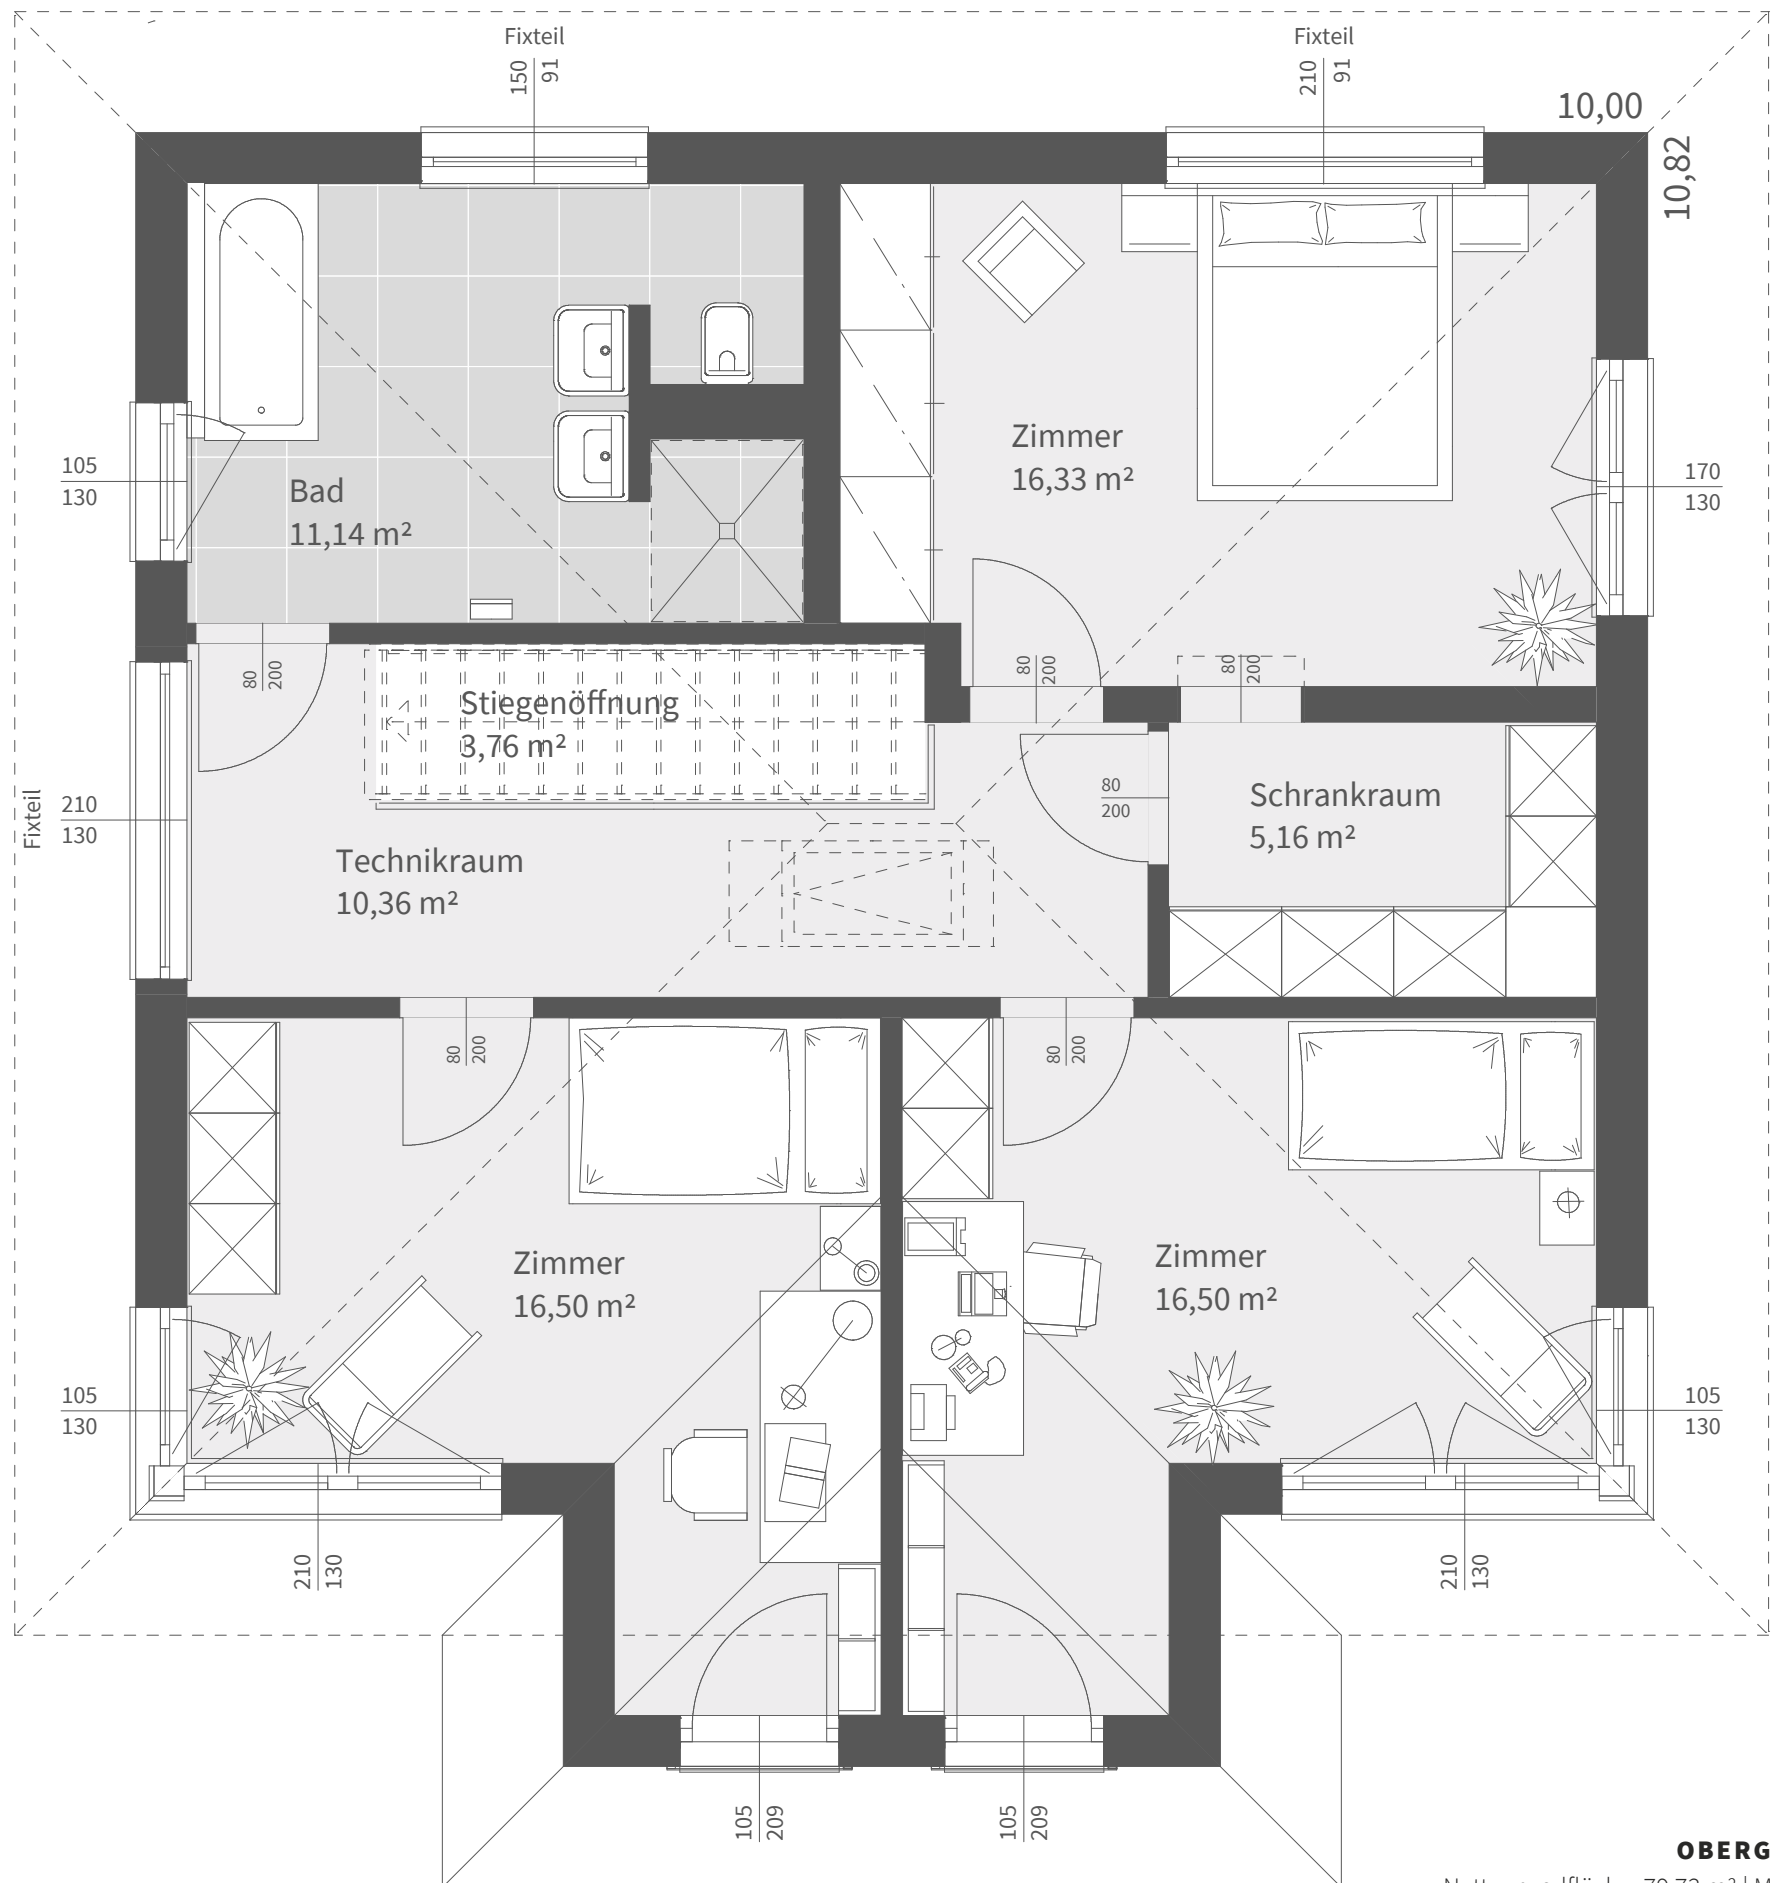 Fixteil
150
91
Fixteil
210
91
10,00
10,82
105
130
Bad
11,14 m²
Zimmer
16,33 m²
170
130
80
200
80
200
80
200
Stiegenöffnung
3,76 m²
80
200
Schrankraum
5,16 m²
Fixteil
210
130
Technikraum
10,36 m²
80
200
80
200
Zimmer
16,50 m²
Zimmer
16,50 m²
105
130
105
130
210
130
210
130
105
209
105
209
OBERG